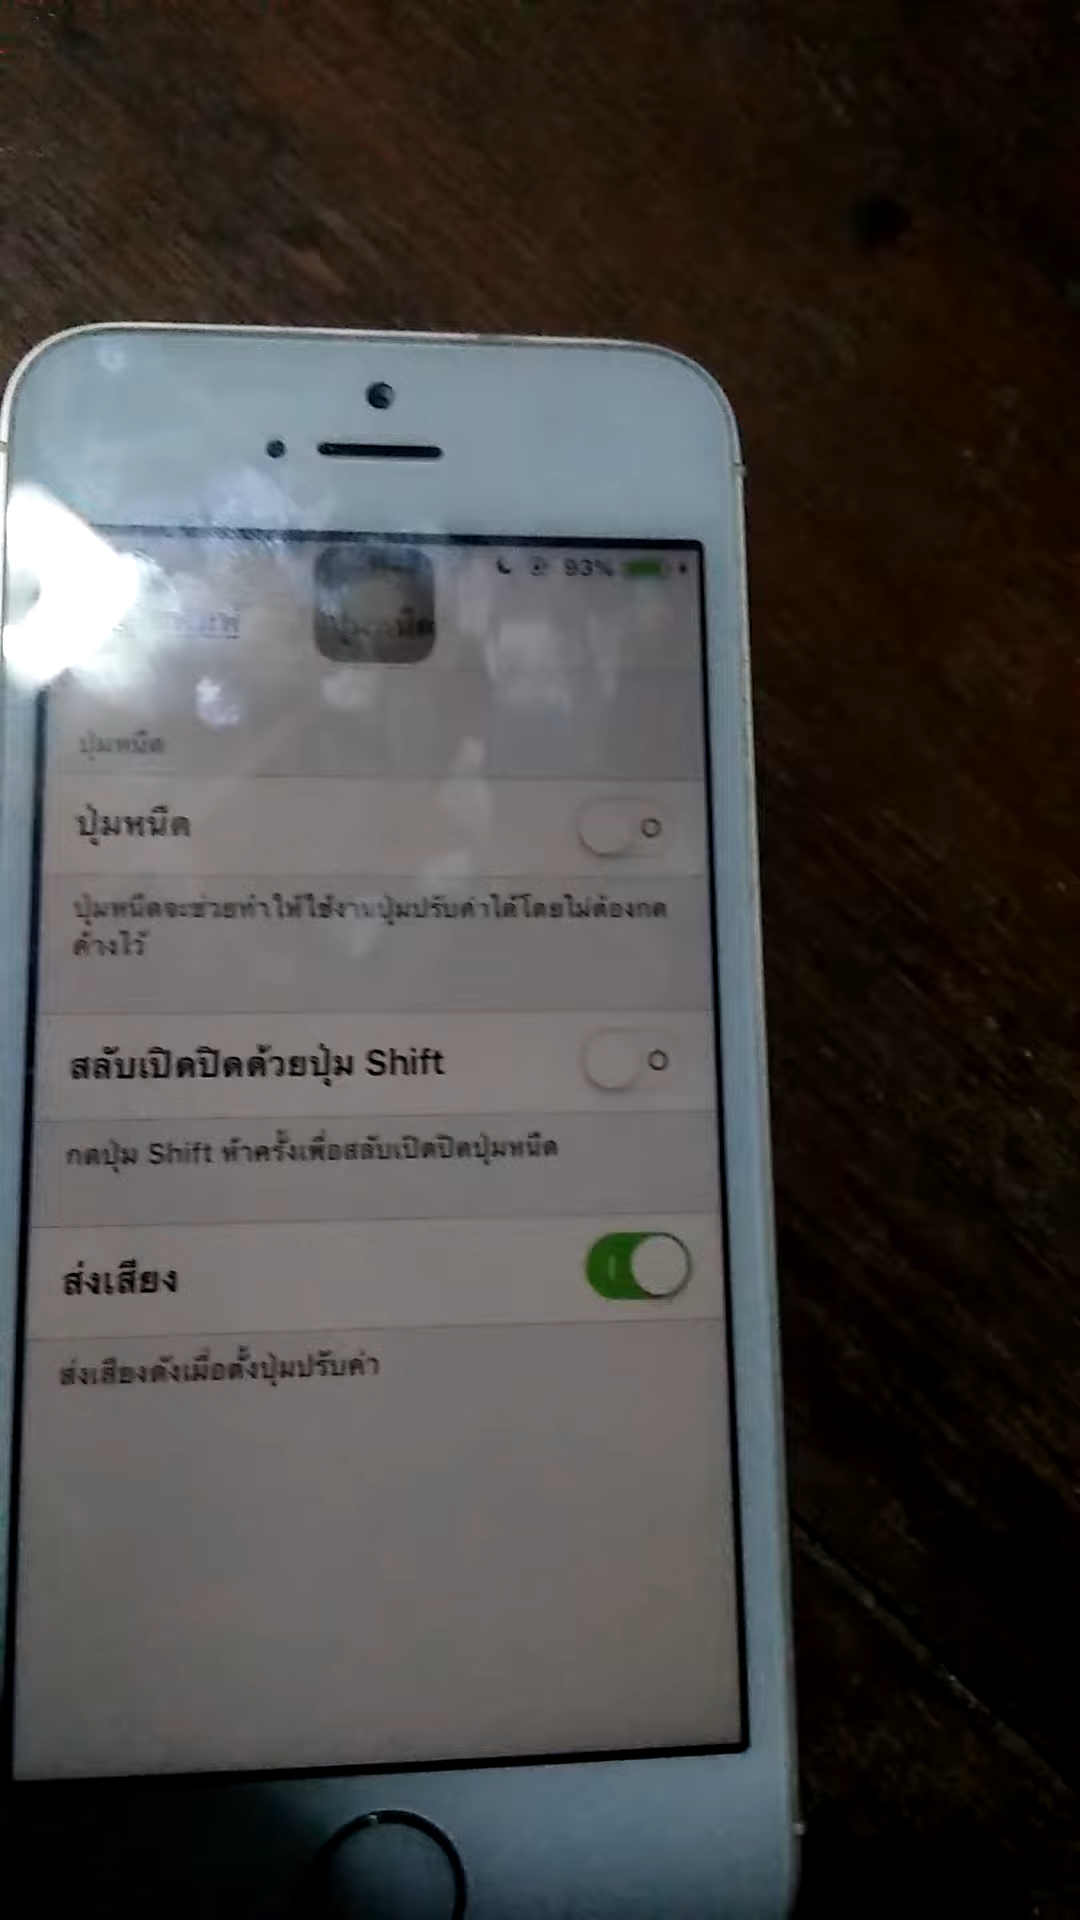 93%
ปุ่มหนืด
ปุ่มหนืด
ปุ่มหนืด
ปุ่มหนืดจะช่วยทำให้ใช้งานปุ่มปรับค่าได้โดยไม่ต้องกด
ค้างไว้
สลับเปิดปิดด้วยปุ่ม Shift
กดปุ่ม Shift ห้าครั้งเพื่อสลับเปิดปิดปุ่มหนืด
ส่งเสียง
ส่งเสียงดังเมื่อตั้งปุ่มปรับค่า